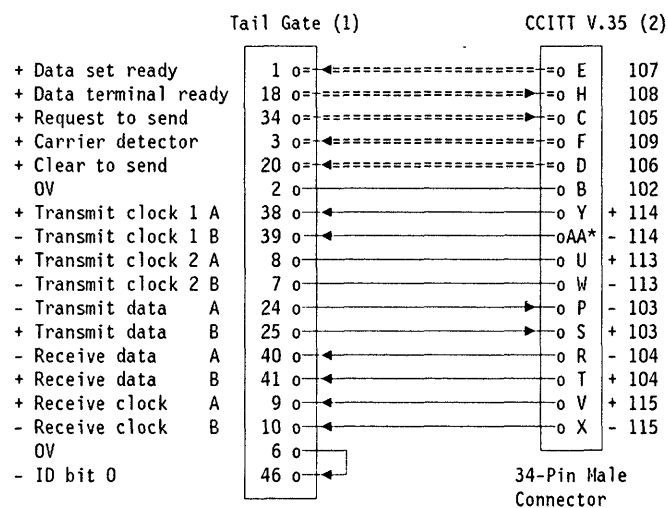 Tail Gate (1) CCITT V.35 (2)
+ Data set ready 1 o E 107
+ Data terminal ready 18 o H 108
+ Request to send 34 o C 105
+ Carrier detector 3 o F 109
+ Clear to send 20 o D 106
0V 2 o B 102
+ Transmit clock 1 A 38 o Y + 114
- Transmit clock 1 B 39 oAA* - 114
+ Transmit clock 2 A 8 o U + 113
- Transmit clock 2 B 7 o W - 113
- Transmit data A 24 o P - 103
+ Transmit data B 25 o S + 103
- Receive data A 40 o R - 104
+ Receive data B 41 o T + 104
+ Receive clock A 9 o V + 115
- Receive clock B 10 o X - 115
0V 6 o
- ID bit 0 46 o
34-Pin Male
Connector